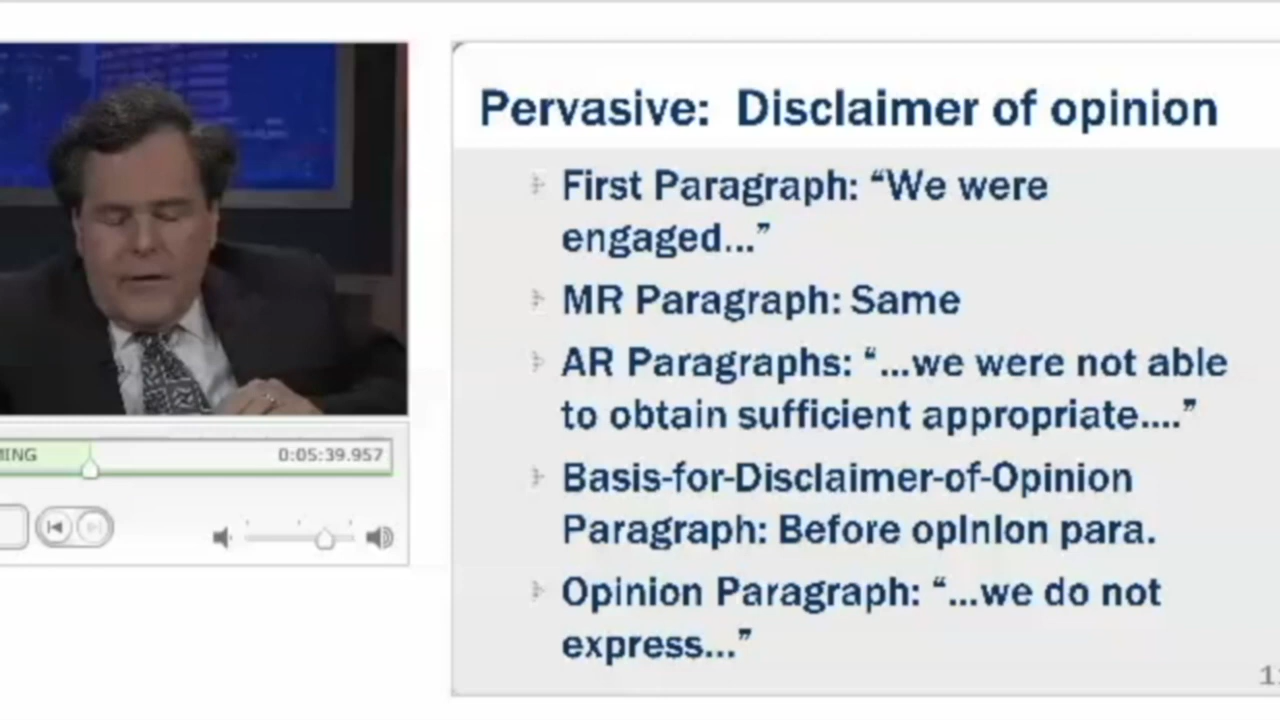 Pervasive: Disclaimer of opinion
First Paragraph: “We were
engaged...”
MR Paragraph: Same
AR Paragraphs: “...we were not able
to obtain sufficient appropriate....”
Basis-for-Disclaimer-of-Opinion
Paragraph: Before opinion para.
Opinion Paragraph: “...we do not
express...”
0:05:39.957